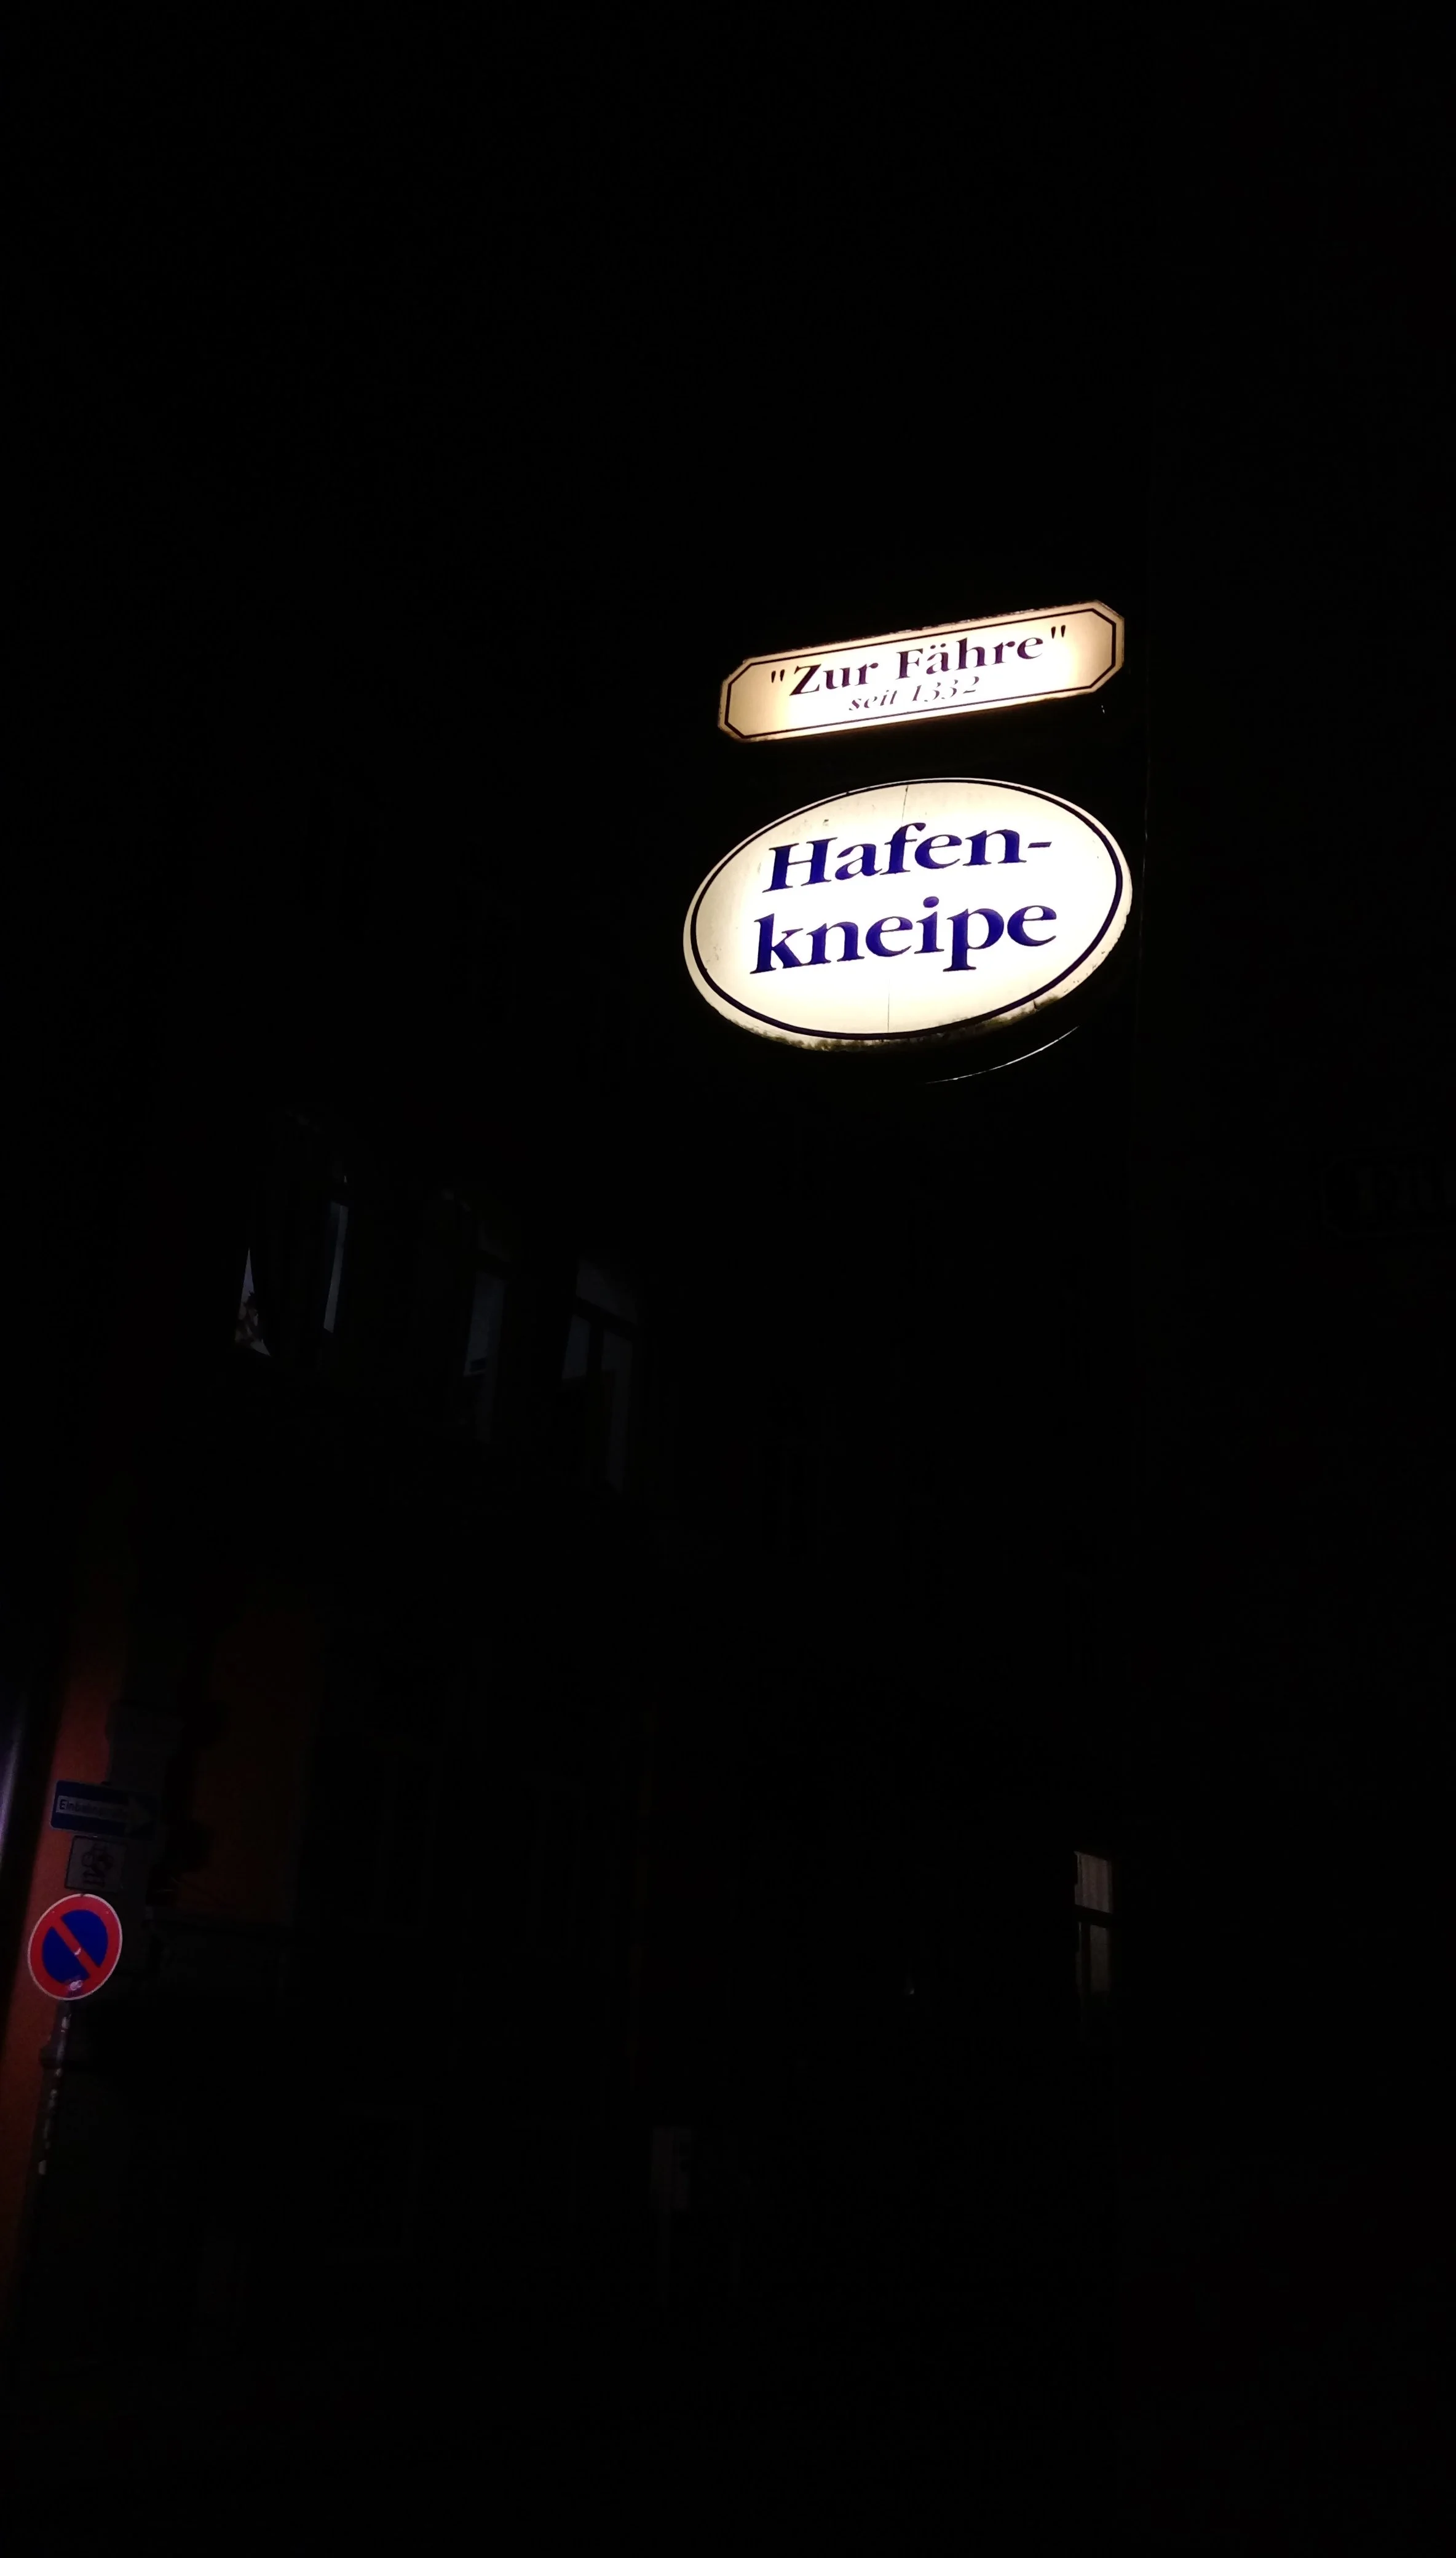 "Zur Fähre"
seit 1332
Hafen-
kneipe